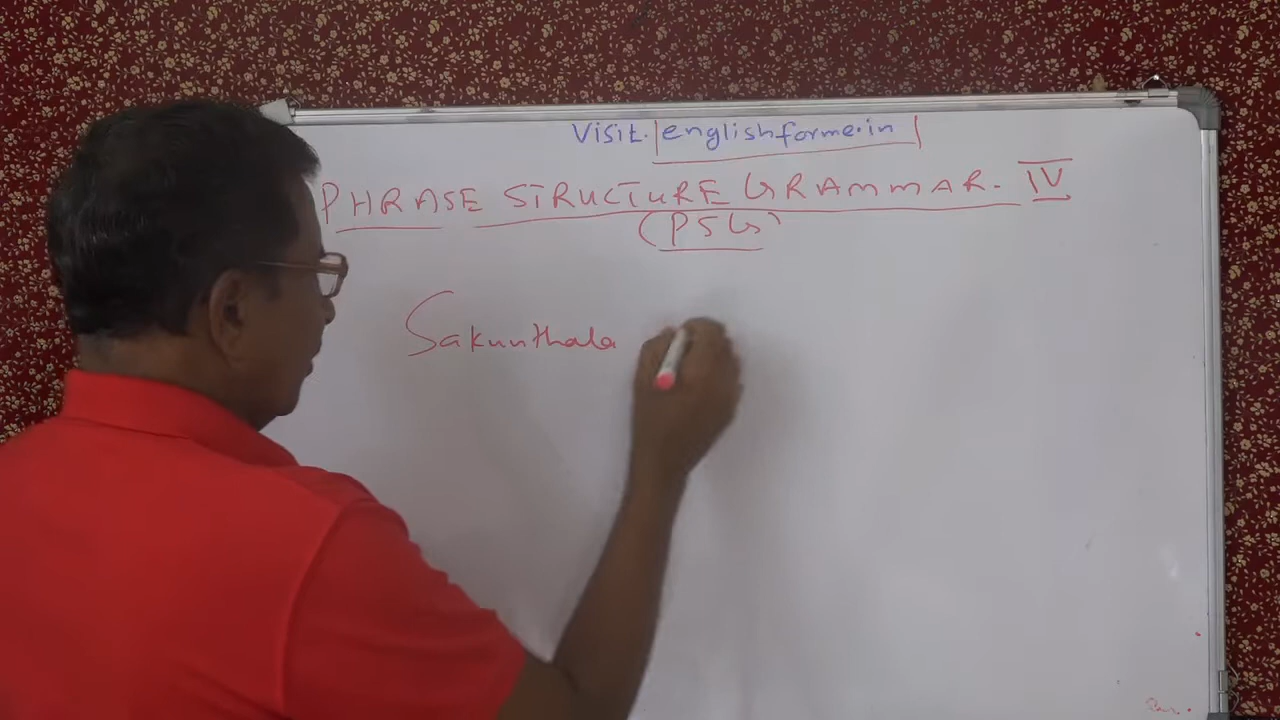 Visit. englishforme.in
PHRASE STRUCTURE GRAMMAR. IV
(PSG)
Sakunthala